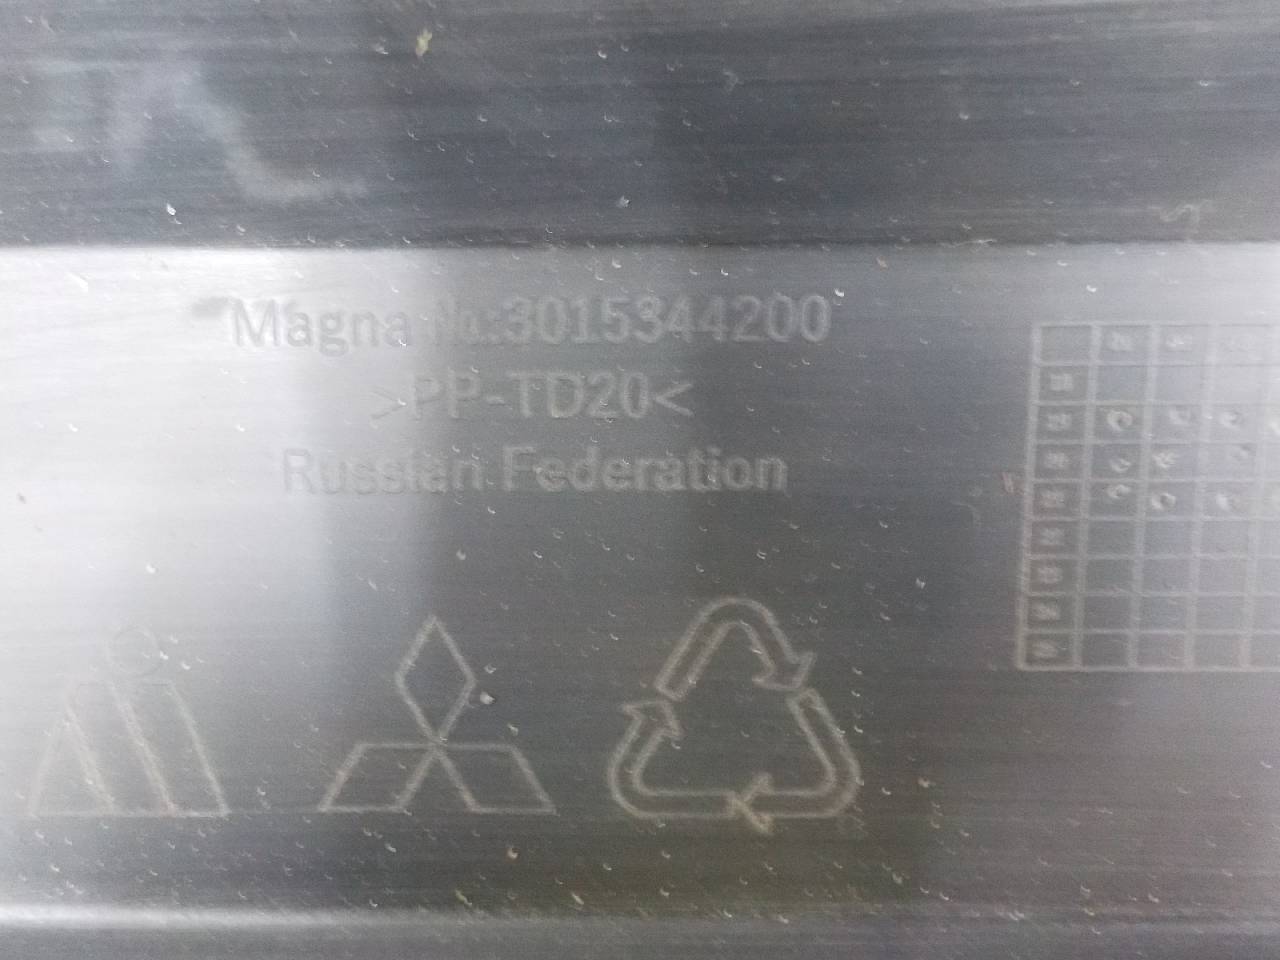 Magna No:3015344200
>PP-TD20<
Russian Federation